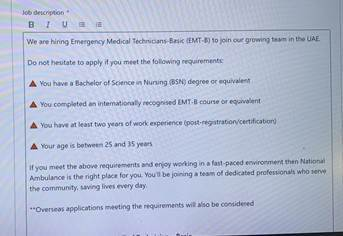 Job description *
B I U
We are hiring Emergency Medical Technicians-Basic (EMT-B) to join our growing team in the UAE.
Do not hesitate to apply if you meet the following requirements:
You have a Bachelor of Science in Nursing (BSN) degree or equivalent
You completed an internationally recognised EMT-B course or equivalent
You have at least two years of work experience (post-registration/certification)
Your age is between 25 and 35 years
If you meet the above requirements and enjoy working in a fast-paced environment then National
Ambulance is the right place for you. You'll be joining a team of dedicated professionals who serve
the community, saving lives every day.
**Overseas applications meeting the requirements will also be considered